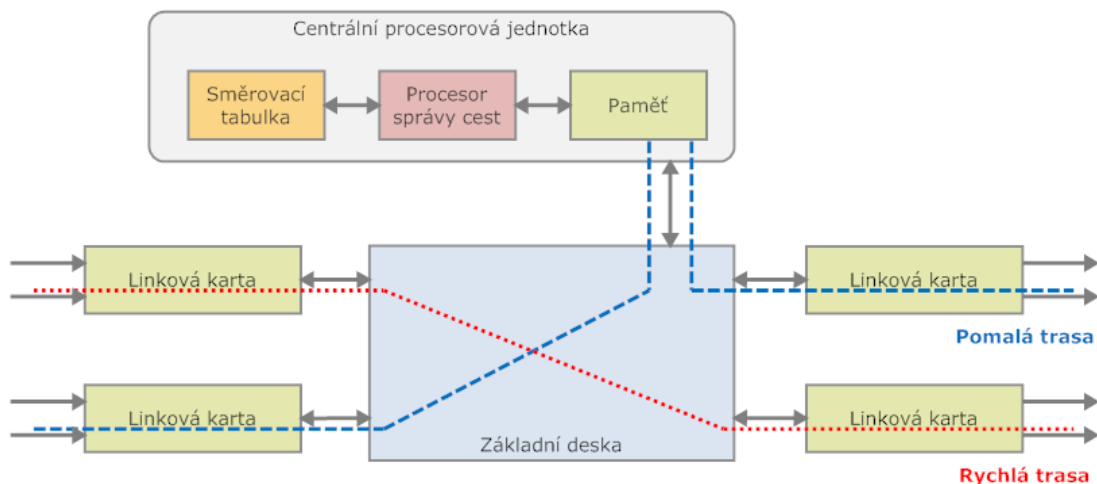 Centrální procesorová jednotka
Směrovací
tabulka
Procesor
správy cest
Paměť
Linková karta
Linková karta
Pomalá trasa
Linková karta
Linková karta
Základní deska
Rychlá trasa